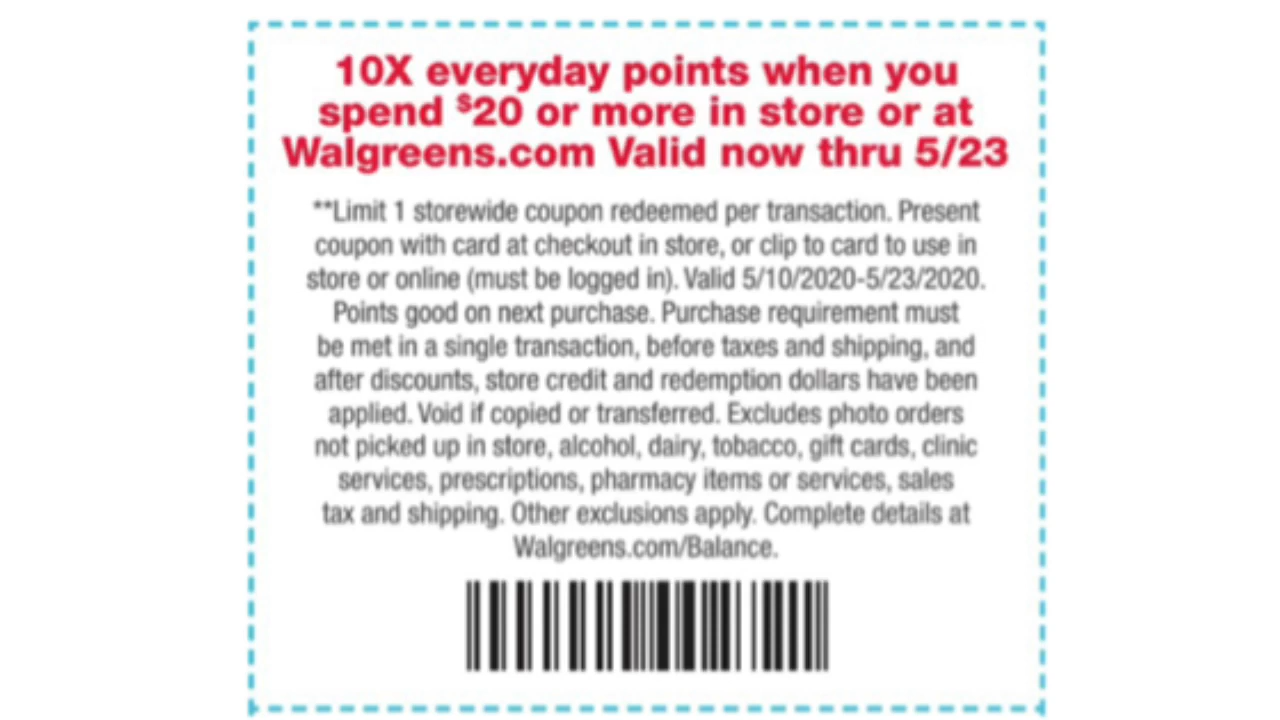 10X everyday points when you
spend $20 or more in store or at
Walgreens.com Valid now thru 5/23
**Limit 1 storewide coupon redeemed per transaction. Present
coupon with card at checkout in store, or clip to card to use in
store or online (must be logged in). Valid 5/10/2020-5/23/2020.
Points good on next purchase. Purchase requirement must
be met in a single transaction, before taxes and shipping, and
after discounts, store credit and redemption dollars have been
applied. Void if copied or transferred. Excludes photo orders
not picked up in store, alcohol, dairy, tobacco, gift cards, clinic
services, prescriptions, pharmacy items or services, sales
tax and shipping. Other exclusions apply. Complete details at
Walgreens.com/Balance.